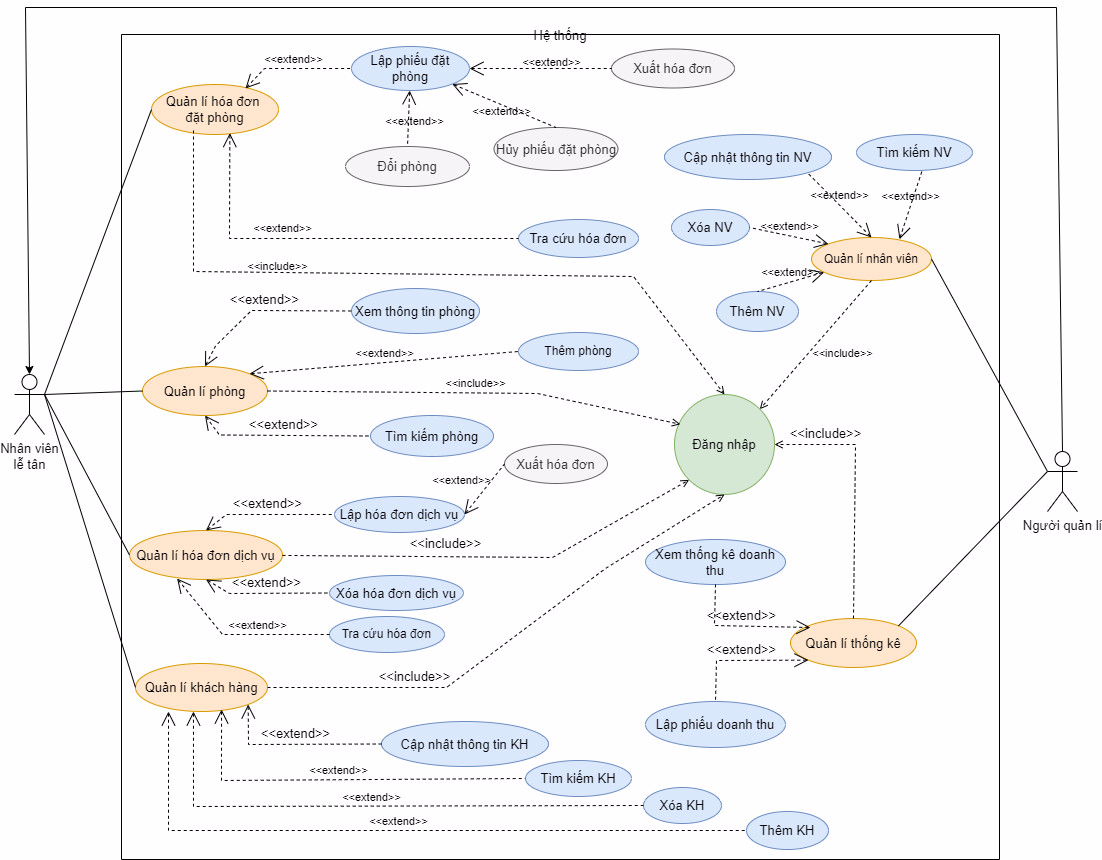 Hệ thống
<<extend>>
Lập phiếu đặt
phòng
<<extend>>
Xuất hóa đơn
Quản lí hóa đơn
đặt phòng
<<extend>>
<<extend>>
Đổi phòng
Hủy phiếu đặt phòng
Cập nhật thông tin NV
Tìm kiếm NV
<<extend>>
<<extend>>
Xóa NV
<<extend>>
<<extend>>
Tra cứu hóa đơn
Quản lí nhân viên
<<include>>
<<extend>>
<<extend>>
Xem thông tin phòng
Thêm NV
Thêm phòng
<<extend>>
<<include>>
Quản lí phòng
<<include>>
<<extend>>
Tìm kiếm phòng
Đăng nhập
<<include>>
Nhân viên
lễ tân
Xuất hóa đơn
<<extend>>
<<extend>>
Lập hóa đơn dịch vụ
Người quản lí
<<include>>
Quản lí hóa đơn dịch vụ
Xem thống kê doanh
thu
<<extend>>
Xóa hóa đơn dịch vụ
<<extend>>
<<extend>>
Tra cứu hóa đơn
Quản lí thống kê
<<extend>>
<<include>>
Quản lí khách hàng
Lập phiếu doanh thu
<<extend>>
Cập nhật thông tin KH
<<extend>>
Tìm kiếm KH
<<extend>>
Xóa KH
<<extend>>
Thêm KH